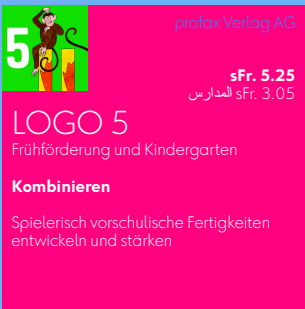 5
profax Verlag AG
sFr. 5.25
المدارس sFr. 3.05
LOGO 5
Frühförderung und Kindergarten
Kombinieren
Spielerisch vorschulische Fertigkeiten
entwickeln und stärken